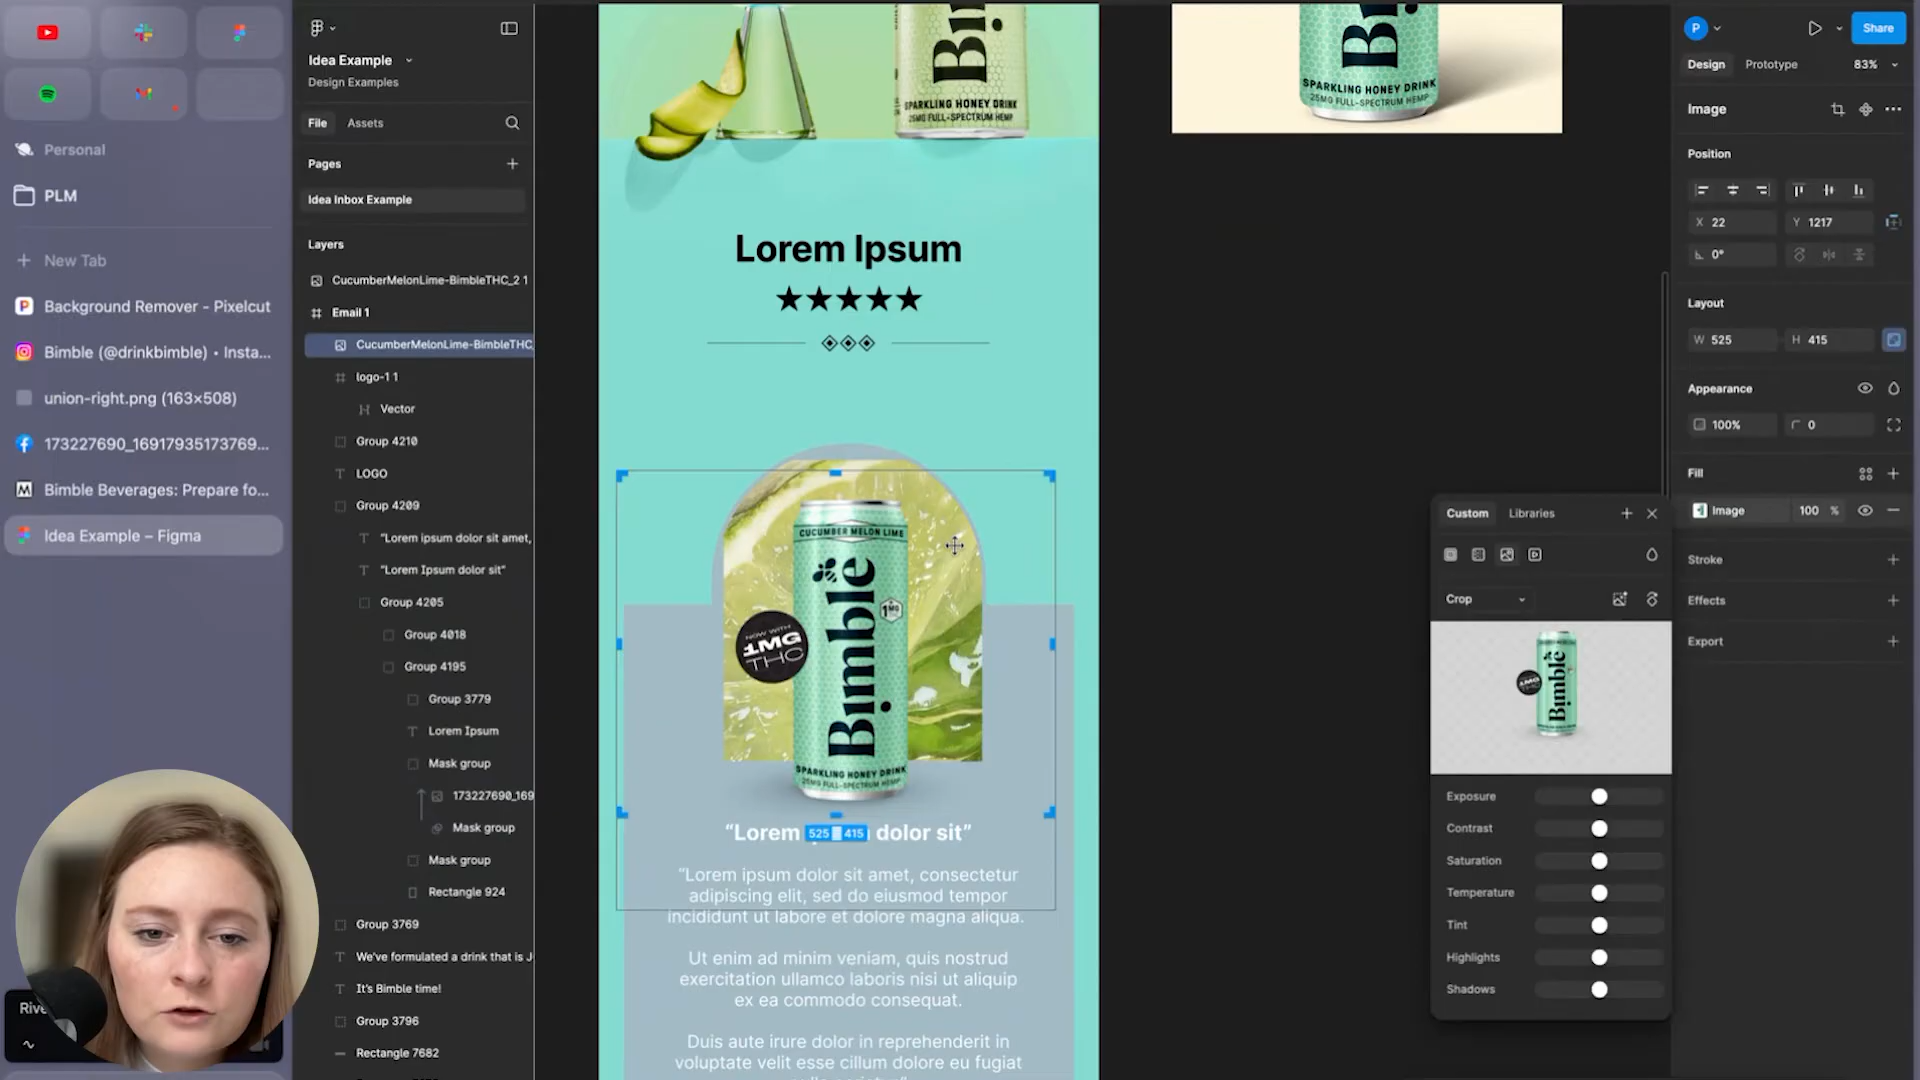 Personal
PLM
New Tab
Background Remover - Pixelcut
Bimble (@drinkbimble) • Insta...
union-right.png (163×508)
173227690_16917935173769...
Bimble Beverages: Prepare fo...
Idea Example – Figma
Idea Example
Design Examples
File
Assets
Pages
Idea Inbox Example
Layers
CucumberMelonLime-BimbleTHC_2 1
Email 1
CucumberMelonLime-BimbleTHC_
logo-1 1
Vector
Group 4210
LOGO
Group 4209
“Lorem ipsum dolor sit amet,
“Lorem Ipsum dolor sit”
Group 4205
Group 4018
Group 4195
Group 3779
Lorem Ipsum
Mask group
173227690_169
Mask group
Mask group
Rectangle 924
Group 3769
We’ve formulated a drink that is J
It’s Bimble time!
Group 3796
Rectangle 7682
SPARKLING HONEY DRINK
25MG FULL-SPECTRUM HEMP
SPARKLING HONEY DRINK
25MG FULL-SPECTRUM HEMP
Lorem Ipsum
★★★★★
CUCUMBER MELON LIME
Bimble
1MG
NOW WITH
1MG
THC
SPARKLING HONEY DRINK
25MG FULL-SPECTRUM HEMP
“Lorem 525 415 dolor sit”
“Lorem ipsum dolor sit amet, consectetur
adipiscing elit, sed do eiusmod tempor
incididunt ut labore et dolore magna aliqua.
Ut enim ad minim veniam, quis nostrud
exercitation ullamco laboris nisi ut aliquip
ex ea commodo consequat.
Duis aute irure dolor in reprehenderit in
voluptate velit esse cillum dolore eu fugiat
P
Share
Design
Prototype
83%
Image
Position
X 22
Y 1217
0°
Layout
W 525
H 415
Appearance
100%
0
Fill
Image
100 %
Stroke
Effects
Export
Custom
Libraries
Crop
Bimble
1MG
THC
Exposure
Contrast
Saturation
Temperature
Tint
Highlights
Shadows